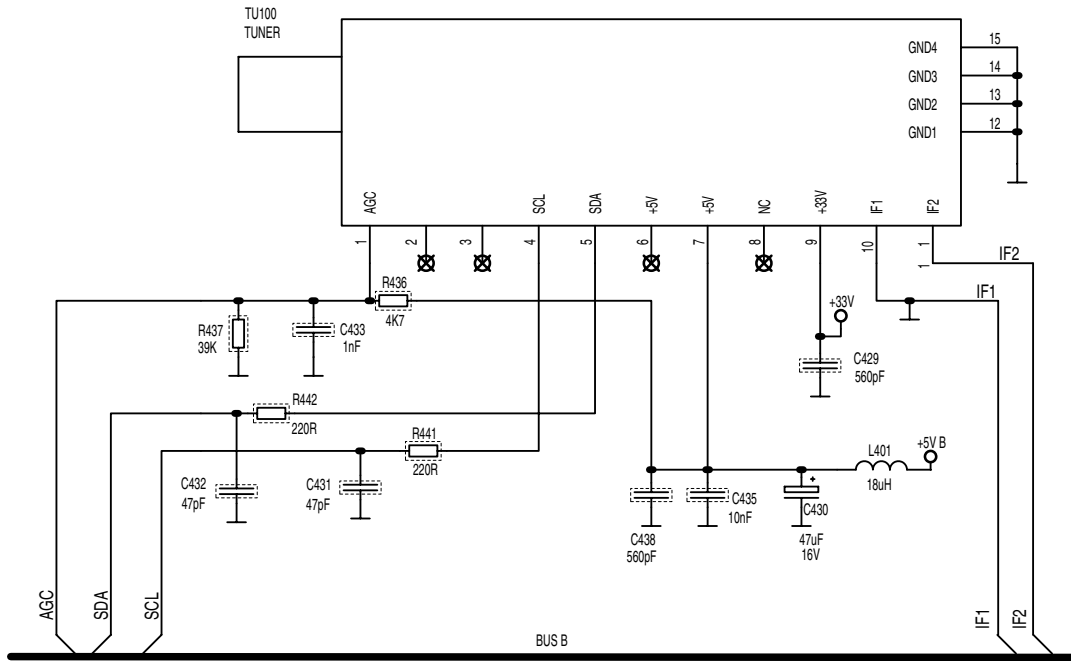 TU100
TUNER
GND4
15
GND3
14
GND2
13
GND1
12
AGC
SCL
SDA
+5V
+5V
NC
+33V
IF1
IF2
1
2
3
4
5
6
7
8
9
10
1
1
IF2
IF1
R436
4K7
+33V
R437
39K
C433
1nF
C429
560pF
R442
220R
R441
220R
+5V B
L401
18uH
C432
47pF
C431
47pF
C438
560pF
C435
10nF
+
C430
47uF
16V
AGC
SDA
SCL
IF1
IF2
BUS B